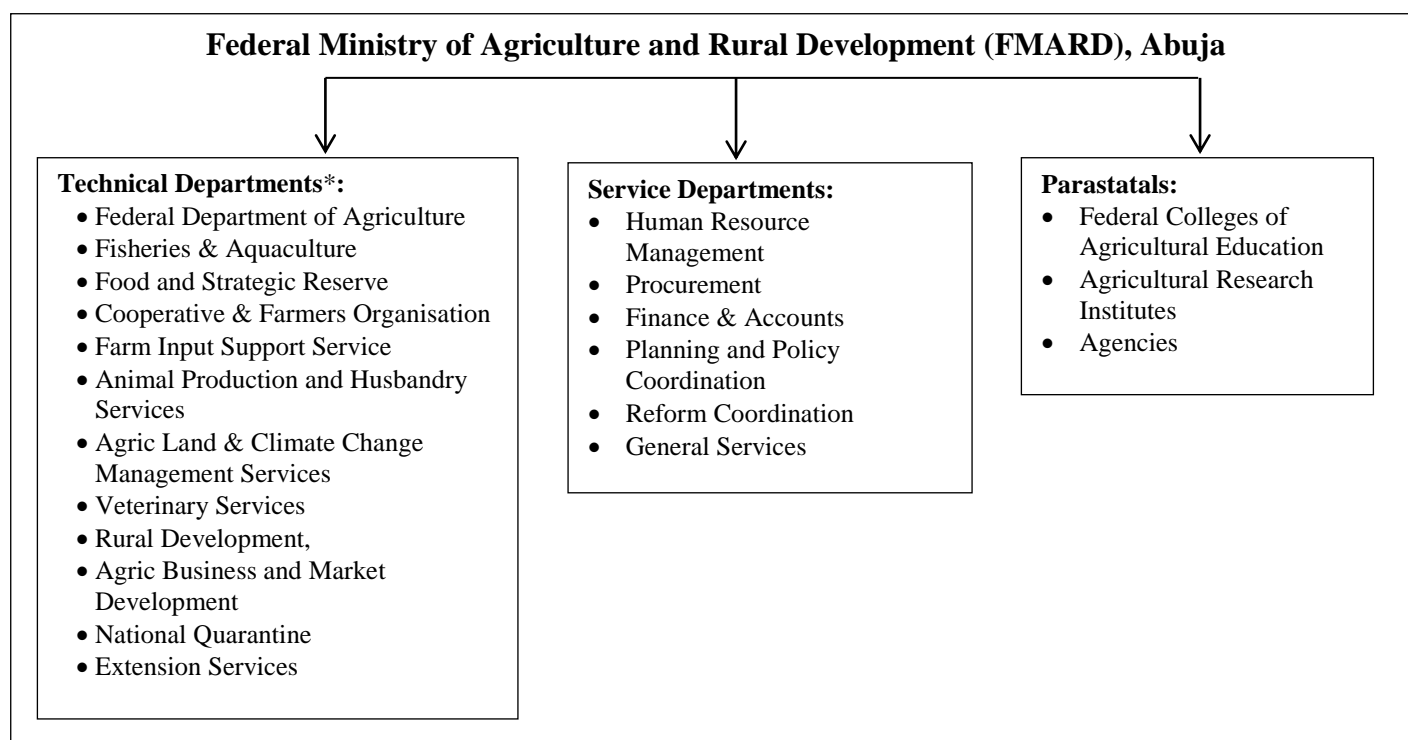 Federal Ministry of Agriculture and Rural Development (FMARD), Abuja
Technical Departments*:
• Federal Department of Agriculture
• Fisheries & Aquaculture
• Food and Strategic Reserve
• Cooperative & Farmers Organisation
• Farm Input Support Service
• Animal Production and Husbandry
Services
• Agric Land & Climate Change
Management Services
• Veterinary Services
• Rural Development,
• Agric Business and Market
Development
• National Quarantine
• Extension Services
Service Departments:
• Human Resource
Management
• Procurement
• Finance & Accounts
• Planning and Policy
Coordination
• Reform Coordination
• General Services
Parastatals:
• Federal Colleges of
Agricultural Education
• Agricultural Research
Institutes
• Agencies